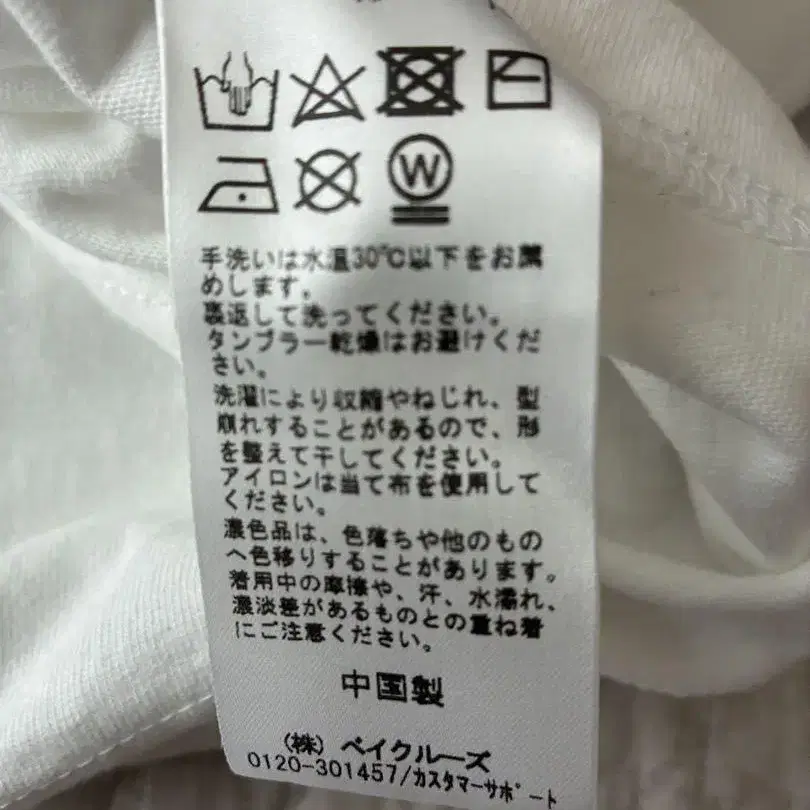 W
手洗いは水温30℃以下をお薦
めします。
裏返して洗ってください。
タンブラー乾燥はお避けくだ
さい。
洗濯により収縮やねじれ、型
崩れすることがあるので、形
を整えて干してください。
アイロンは当て布を使用して
ください。
濃色品は、色落ちや他のもの
へ色移りすることがあります。
着用中の摩擦や、汗、水濡れ、
濃淡差があるものとの重ね着
にご注意ください。
中国製
(株) ベイクルーズ
0120-301457/カスタマーサポート